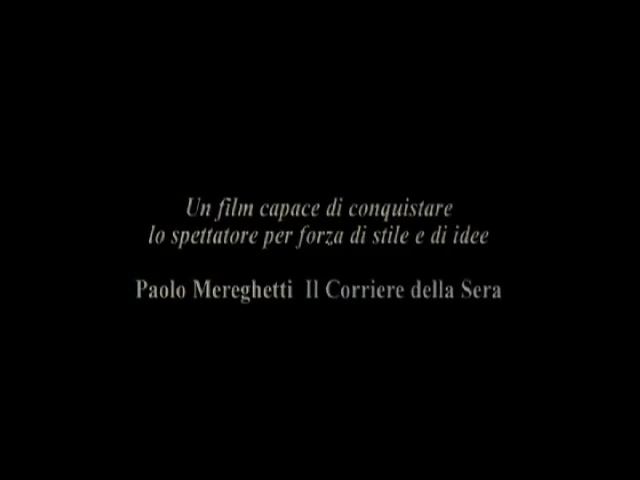 Un film capace di conquistare
lo spettatore per forza di stile e di idee
Paolo Mereghetti Il Corriere della Sera